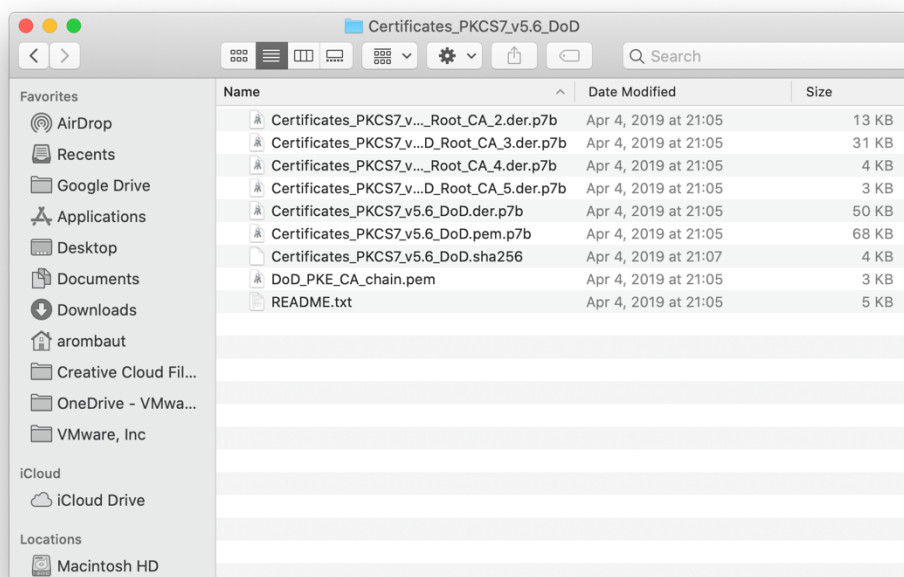 Certificates_PKCS7_v5.6_DoD
Search
Favorites
AirDrop
Recents
Google Drive
Applications
Desktop
Documents
Downloads
arombaut
Creative Cloud Fil...
OneDrive - VMwa...
VMware, Inc
iCloud
iCloud Drive
Locations
Macintosh HD
Name Date Modified Size
Certificates_PKCS7_v..._Root_CA_2.der.p7b Apr 4, 2019 at 21:05 13 KB
Certificates_PKCS7_v...D_Root_CA_3.der.p7b Apr 4, 2019 at 21:05 31 KB
Certificates_PKCS7_v..._Root_CA_4.der.p7b Apr 4, 2019 at 21:05 4 KB
Certificates_PKCS7_v...D_Root_CA_5.der.p7b Apr 4, 2019 at 21:05 3 KB
Certificates_PKCS7_v5.6_DoD.der.p7b Apr 4, 2019 at 21:05 50 KB
Certificates_PKCS7_v5.6_DoD.pem.p7b Apr 4, 2019 at 21:05 68 KB
Certificates_PKCS7_v5.6_DoD.sha256 Apr 4, 2019 at 21:07 4 KB
DoD_PKE_CA_chain.pem Apr 4, 2019 at 21:05 3 KB
README.txt Apr 4, 2019 at 21:05 5 KB